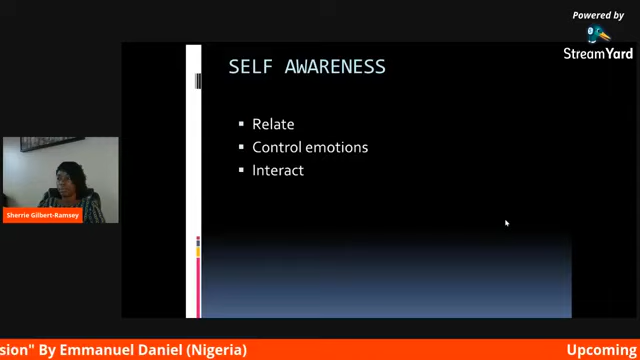 Powered by
StreamYard
SELF AWARENESS
Relate
Control emotions
Interact
Sherrie Gilbert-Ramsey
sion" By Emmanuel Daniel (Nigeria)
Upcoming